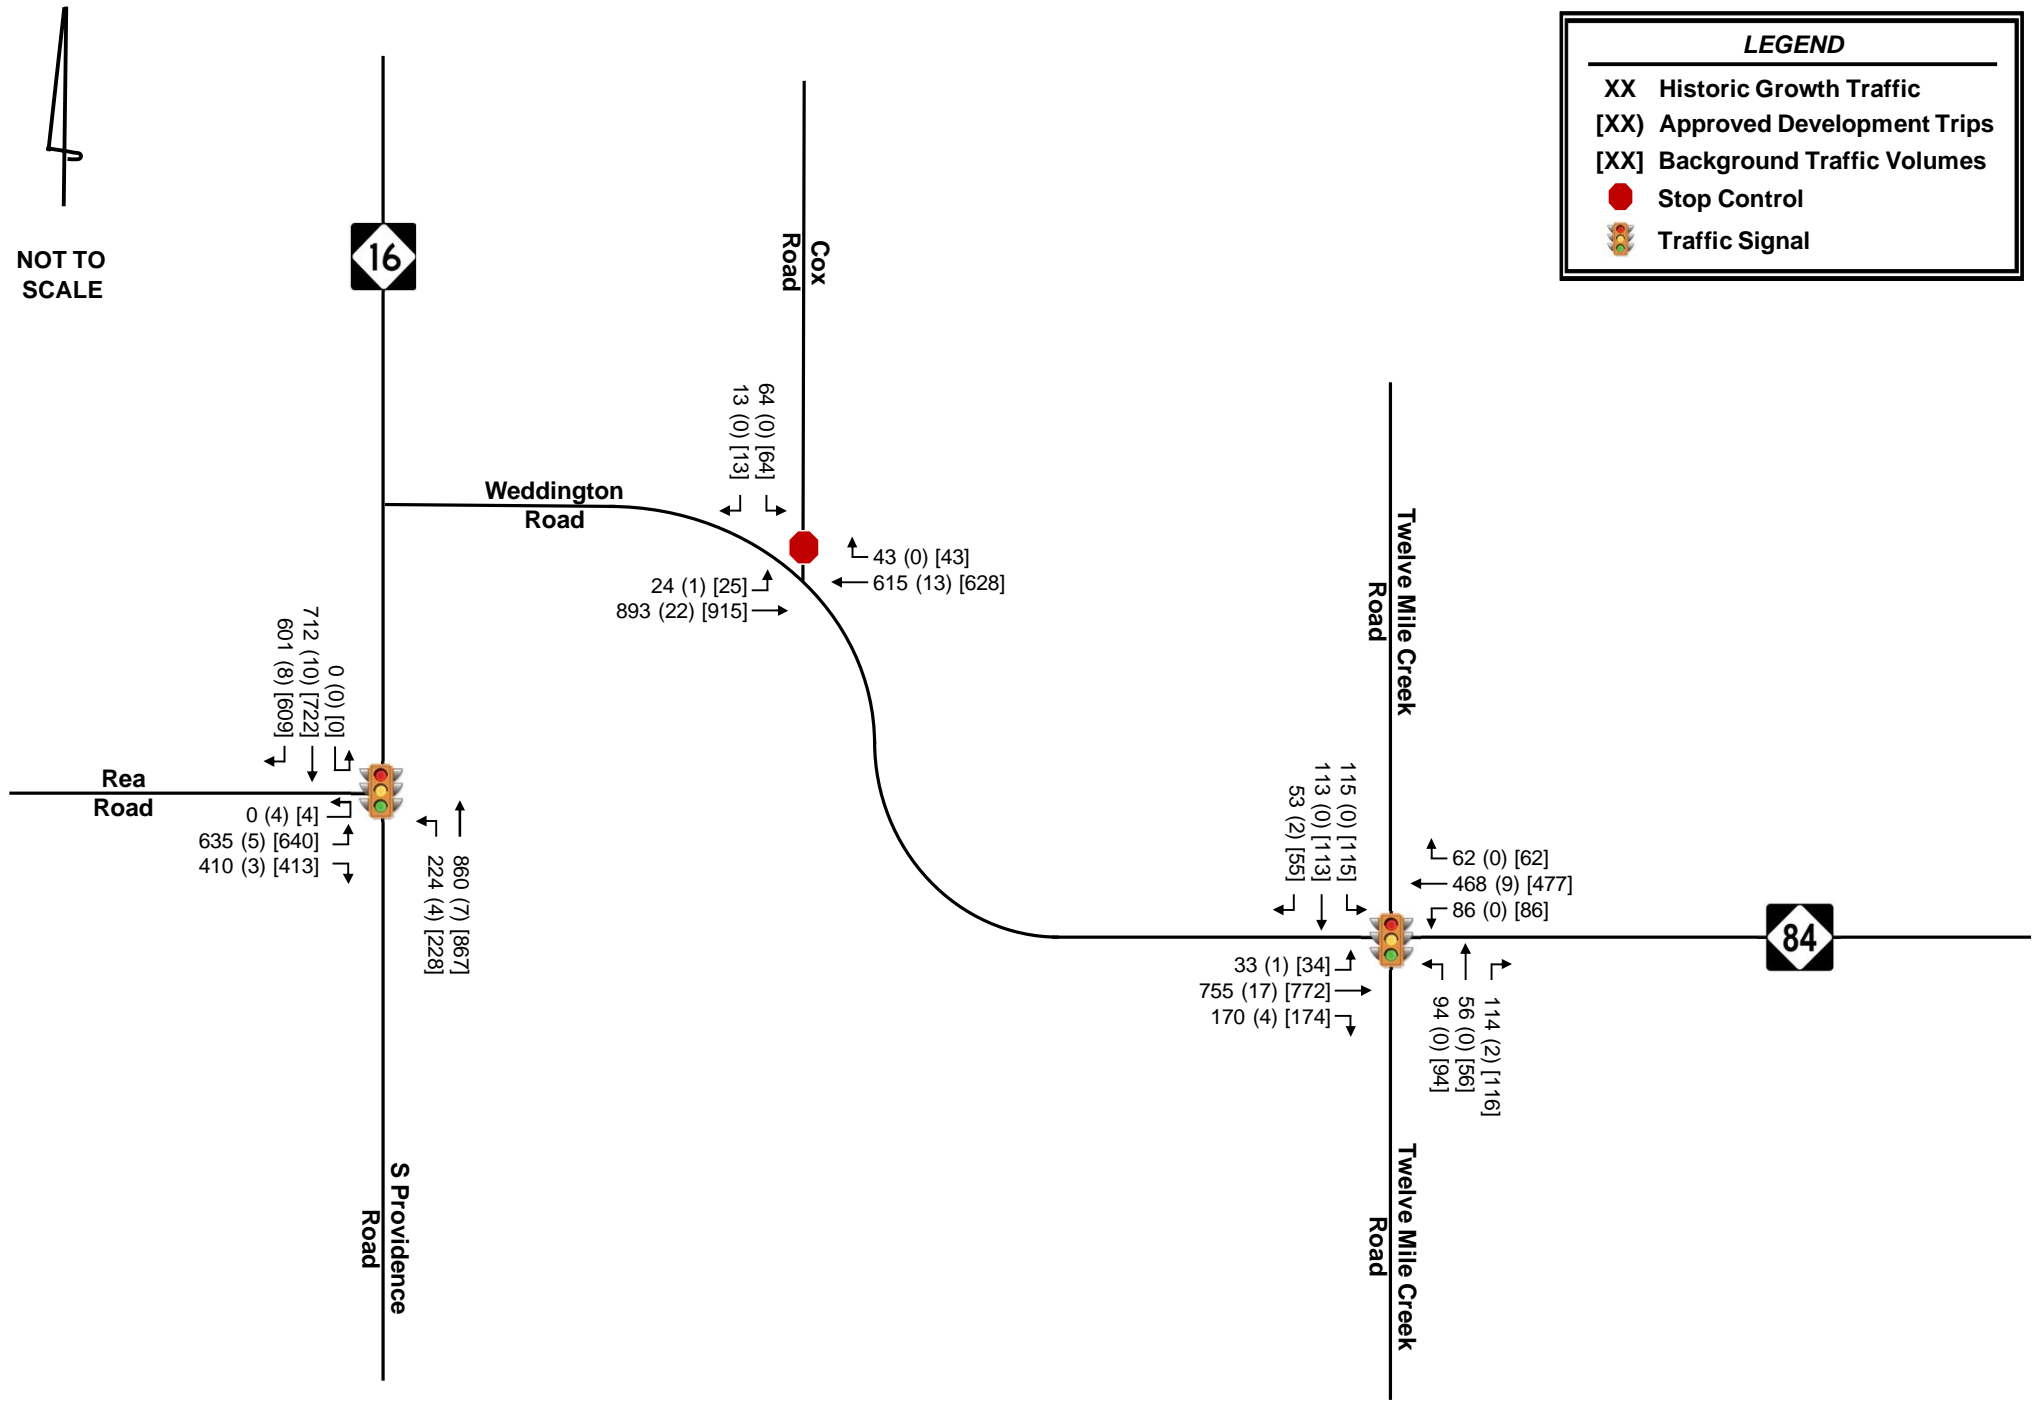 LEGEND
XX Historic Growth Traffic
[XX) Approved Development Trips
[XX] Background Traffic Volumes
Stop Control
Traffic Signal
NOT TO
SCALE
16
Cox
Road
64 (0) [64]
13 (0) [13]
Weddington
Road
43 (0) [43]
615 (13) [628]
24 (1) [25]
893 (22) [915]
Twelve Mile Creek
Road
0 (0) [0]
712 (10) [722]
601 (8) [609]
Rea
Road
0 (4) [4]
635 (5) [640]
410 (3) [413]
860 (7) [867]
224 (4) [228]
115 (0) [115]
113 (0) [113]
53 (2) [55]
62 (0) [62]
468 (9) [477]
86 (0) [86]
84
33 (1) [34]
755 (17) [772]
170 (4) [174]
114 (2) [116]
56 (0) [56]
94 (0) [94]
S Providence
Road
Twelve Mile Creek
Road